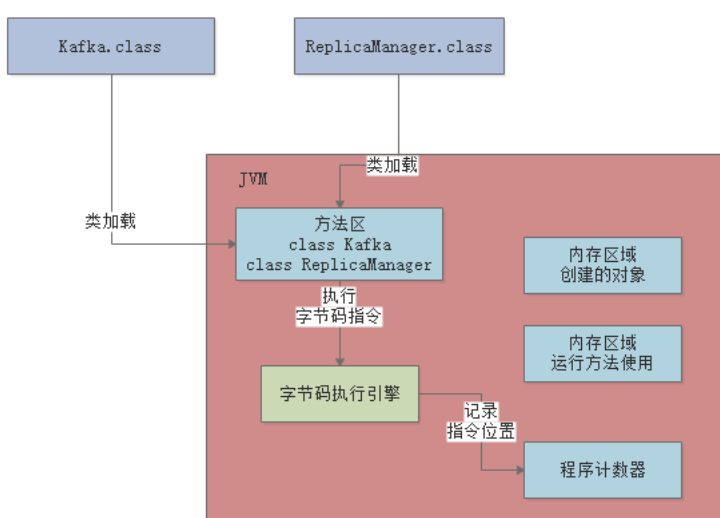 Kafka.class
ReplicaManager.class
JVM
类加载
类加载
方法区
class Kafka
class ReplicaManager
内存区域
创建的对象
执行
字节码指令
内存区域
运行方法使用
字节码执行引擎
记录
指令位置
程序计数器